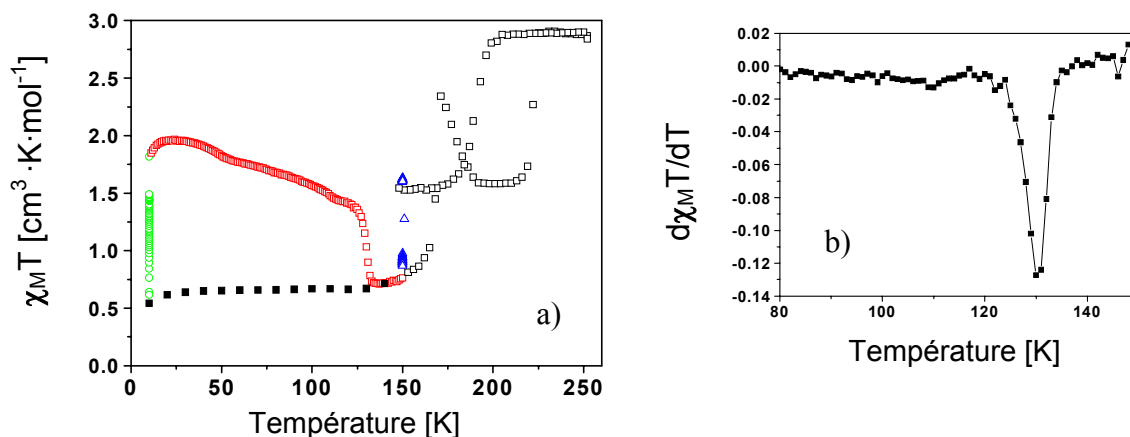 3.0
2.5
2.0
1.5
1.0
0.5
0.0
0 50 100 150 200 250
χMT [cm³·K·mol⁻¹]
Température [K]
a)
0.02
0.00
-0.02
-0.04
-0.06
-0.08
-0.10
-0.12
-0.14
80 100 120 140
dχMT/dT
Température [K]
b)